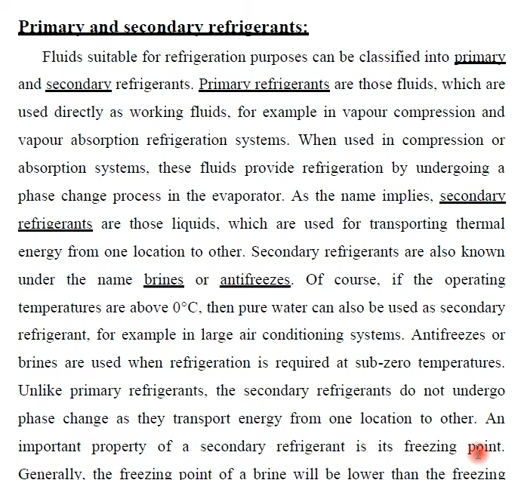 Primary and secondary refrigerants:
Fluids suitable for refrigeration purposes can be classified into primary
and secondary refrigerants. Primary refrigerants are those fluids, which are
used directly as working fluids, for example in vapour compression and
vapour absorption refrigeration systems. When used in compression or
absorption systems, these fluids provide refrigeration by undergoing a
phase change process in the evaporator. As the name implies, secondary
refrigerants are those liquids, which are used for transporting thermal
energy from one location to other. Secondary refrigerants are also known
under the name brines or antifreezes. Of course, if the operating
temperatures are above 0°C, then pure water can also be used as secondary
refrigerant, for example in large air conditioning systems. Antifreezes or
brines are used when refrigeration is required at sub-zero temperatures.
Unlike primary refrigerants, the secondary refrigerants do not undergo
phase change as they transport energy from one location to other. An
important property of a secondary refrigerant is its freezing point.
Generally, the freezing point of a brine will be lower than the freezing